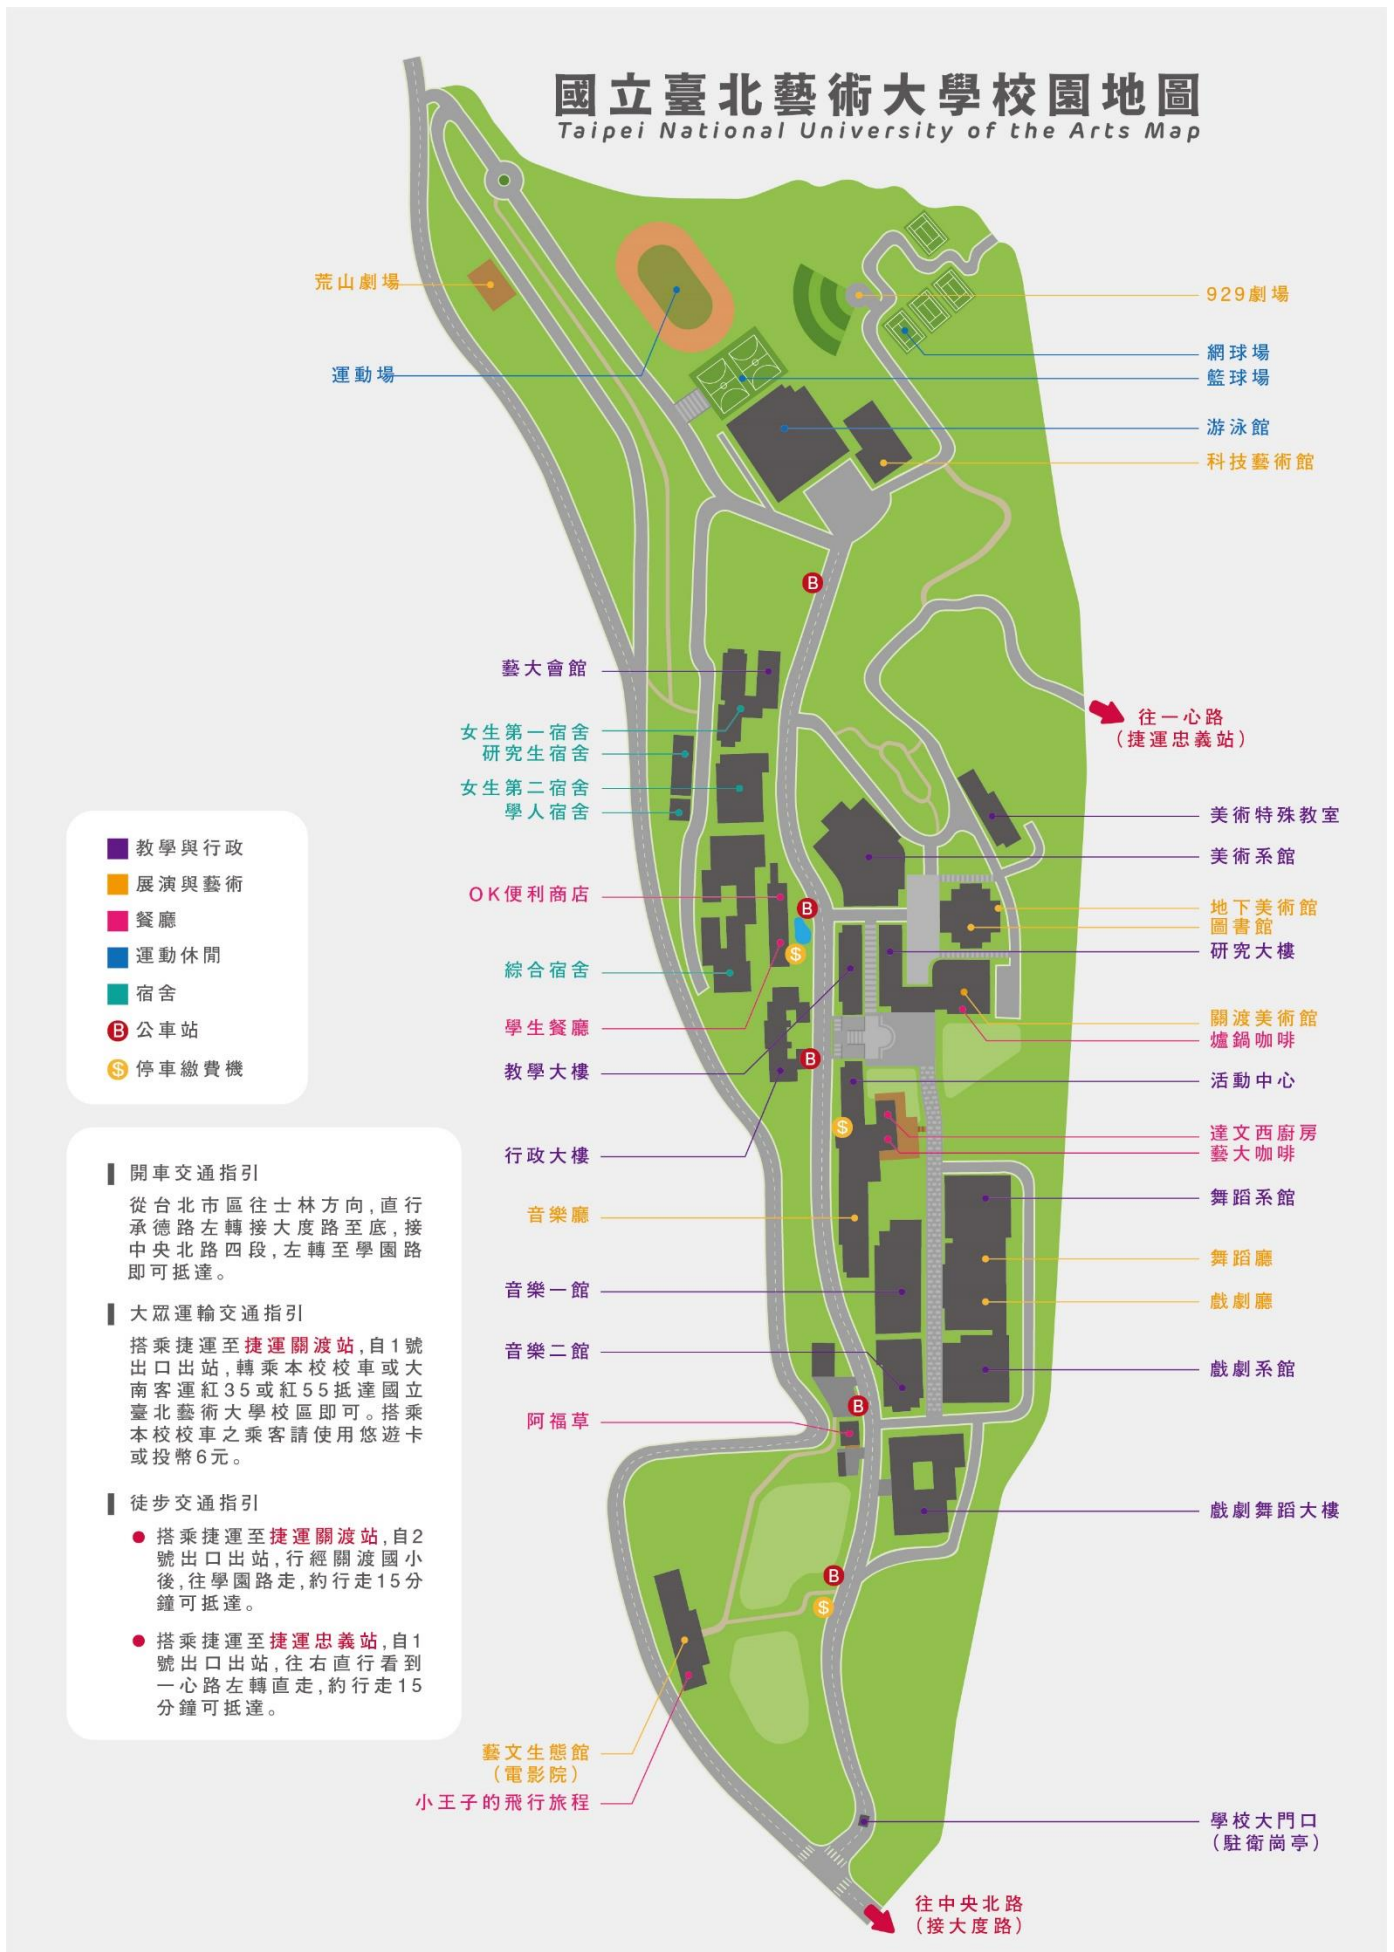 國立臺北藝術大學校園地圖
Taipei National University of the Arts Map
荒山劇場
運動場
929劇場
網球場
籃球場
游泳館
科技藝術館
B
藝大會館
女生第一宿舍
研究生宿舍
女生第二宿舍
學人宿舍
OK便利商店
綜合宿舍
學生餐廳
教學大樓
行政大樓
音樂廳
音樂一館
音樂二館
阿福草
藝文生態館
(電影院)
小王子的飛行旅程
往一心路
(捷運忠義站)
美術特殊教室
美術系館
地下美術館
圖書館
研究大樓
關渡美術館
爐鍋咖啡
活動中心
達文西廚房
藝大咖啡
舞蹈系館
舞蹈廳
戲劇廳
戲劇系館
戲劇舞蹈大樓
學校大門口
(駐衛崗亭)
往中央北路
(接大度路)
B
$
B
$
B
B
$
教學與行政
展演與藝術
餐廳
運動休閒
宿舍
B 公車站
$ 停車繳費機
開車交通指引
從台北市區往士林方向,直行
承德路左轉接大度路至底,接
中央北路四段,左轉至學園路
即可抵達。
大眾運輸交通指引
搭乘捷運至捷運關渡站,自1號
出口出站,轉乘本校校車或大
南客運紅35或紅55抵達國立
臺北藝術大學校區即可。搭乘
本校校車之乘客請使用悠遊卡
或投幣6元。
徒步交通指引
搭乘捷運至捷運關渡站,自2
號出口出站,行經關渡國小
後,往學園路走,約行走15分
鐘可抵達。
搭乘捷運至捷運忠義站,自1
號出口出站,往右直行看到
一心路左轉直走,約行走15
分鐘可抵達。